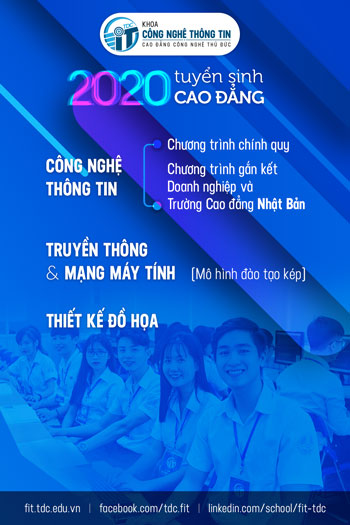 KHOA
CÔNG NGHỆ THÔNG TIN
CAO ĐẲNG CÔNG NGHỆ THỦ ĐỨC
TDC
iT
2020 tuyển sinh
CAO ĐẲNG
CÔNG NGHỆ
THÔNG TIN
Chương trình chính quy
Chương trình gắn kết
Doanh nghiệp và
Trường Cao đẳng Nhật Bản
TRUYỀN THÔNG
& MẠNG MÁY TÍNH (Mô hình đào tạo kép)
THIẾT KẾ ĐỒ HỌA
fit.tdc.edu.vn | facebook.com/tdc.fit | linkedin.com/school/fit-tdc